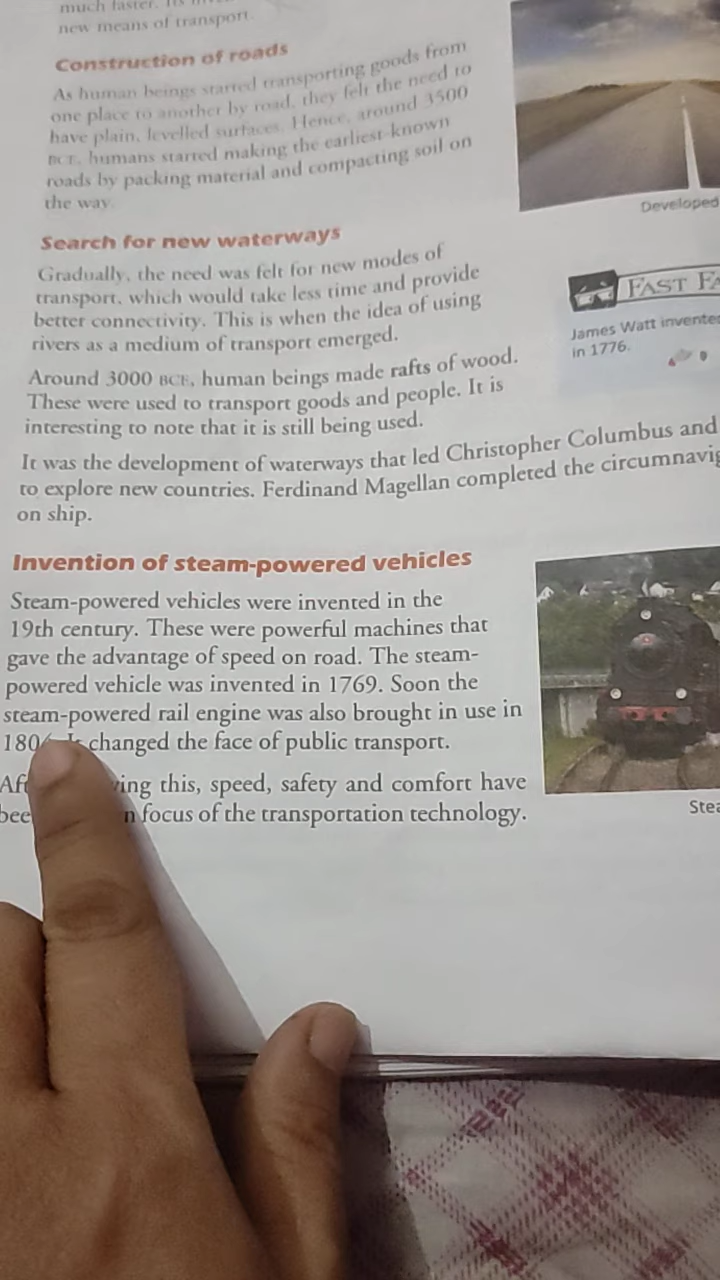 much faster.
new means of transport.
Construction of roads
As human beings started transporting goods from
one place to another by road, they felt the need to
have plain, levelled surfaces. Hence, around 3500
BCE, humans started making the earliest-known
roads by packing material and compacting soil on
the way.
Developed
Search for new waterways
Gradually, the need was felt for new modes of
transport, which would take less time and provide
better connectivity. This is when the idea of using
rivers as a medium of transport emerged.
FAST
James Watt
in 1776.
Around 3000 BCE, human beings made rafts of wood.
These were used to transport goods and people. It is
interesting to note that it is still being used.
It was the development of waterways that led Christopher Columbus and
to explore new countries. Ferdinand Magellan completed the
on ship.
Invention of steam-powered vehicles
Steam-powered vehicles were invented in the
19th century. These were powerful machines that
gave the advantage of speed on road. The steam-
powered vehicle was invented in 1769. Soon the
steam-powered rail engine was also brought in use in
changed the face of public transport.
this, speed, safety and comfort have
focus of the transportation technology.